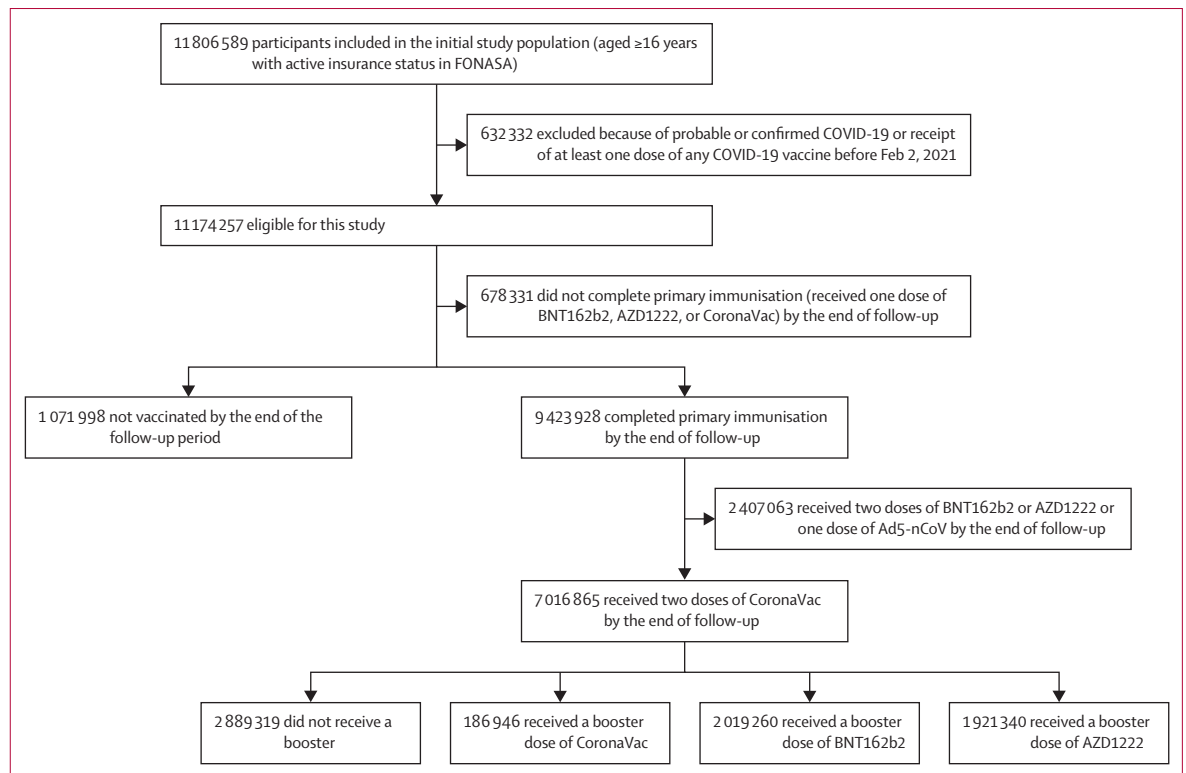 11 806 589 participants included in the initial study population (aged ≥16 years
with active insurance status in FONASA)
632 332 excluded because of probable or confirmed COVID-19 or receipt
of at least one dose of any COVID-19 vaccine before Feb 2, 2021
11 174 257 eligible for this study
678 331 did not complete primary immunisation (received one dose of
BNT162b2, AZD1222, or CoronaVac) by the end of follow-up
1 071 998 not vaccinated by the end of the
follow-up period
9 423 928 completed primary immunisation
by the end of follow-up
2 407 063 received two doses of BNT162b2 or AZD1222 or
one dose of Ad5-nCoV by the end of follow-up
7 016 865 received two doses of CoronaVac
by the end of follow-up
2 889 319 did not receive a
booster
186 946 received a booster
dose of CoronaVac
2 019 260 received a booster
dose of BNT162b2
1 921 340 received a booster
dose of AZD1222